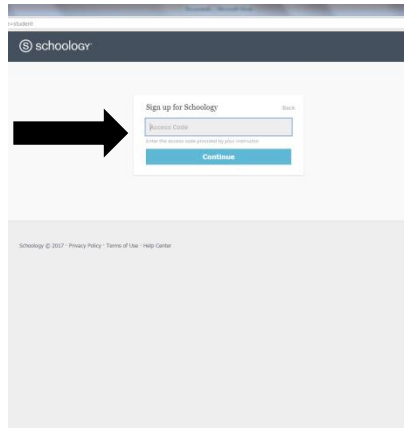 =student
schoology
Sign up for Schoology
Back
Access Code
Enter the access code provided by your instructor
Continue
Schoology © 2017 · Privacy Policy · Terms of Use · Help Center